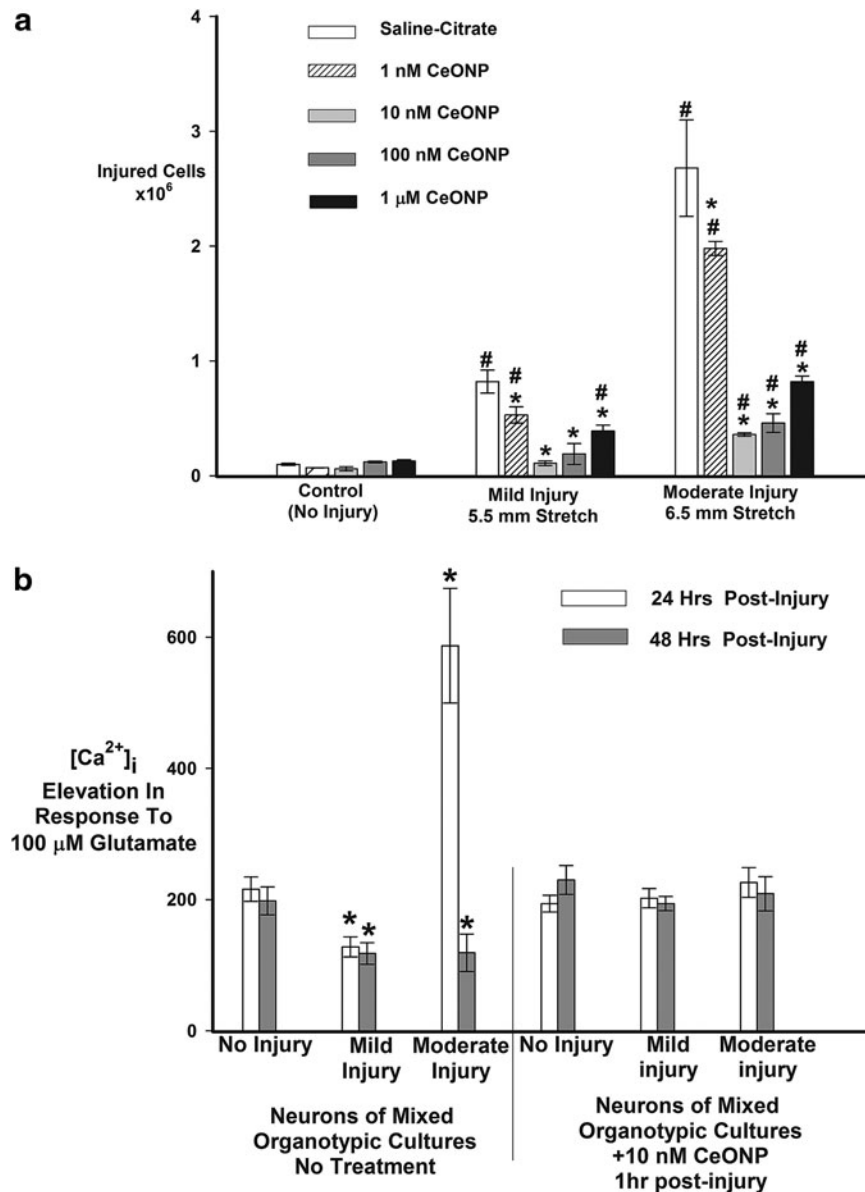 a
4
3
2
1
0
Injured Cells
x10⁶
Saline-Citrate
1 nM CeONP
10 nM CeONP
100 nM CeONP
1 µM CeONP
#
#
*
*
*
#
*
#
*
#
#
*
#
*
#
*
Control
(No Injury)
Mild Injury
5.5 mm Stretch
Moderate Injury
6.5 mm Stretch
b
600
400
200
0
[Ca²⁺]i
Elevation In
Response To
100 µM Glutamate
24 Hrs Post-Injury
48 Hrs Post-Injury
*
*
*
*
No Injury
Mild
Injury
Moderate
Injury
No Injury
Mild
injury
Moderate
injury
Neurons of Mixed
Organotypic Cultures
No Treatment
Neurons of Mixed
Organotypic Cultures
+10 nM CeONP
1hr post-injury